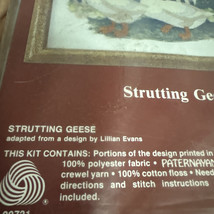 Strutting Ge
STRUTTING GEESE
adapted from a design by Lillian Evans
THIS KIT CONTAINS: Portions of the design printed in
100% polyester fabric • PATERNAYAN
crewel yarn • 100% cotton floss • Need
directions and stitch instructions
included.